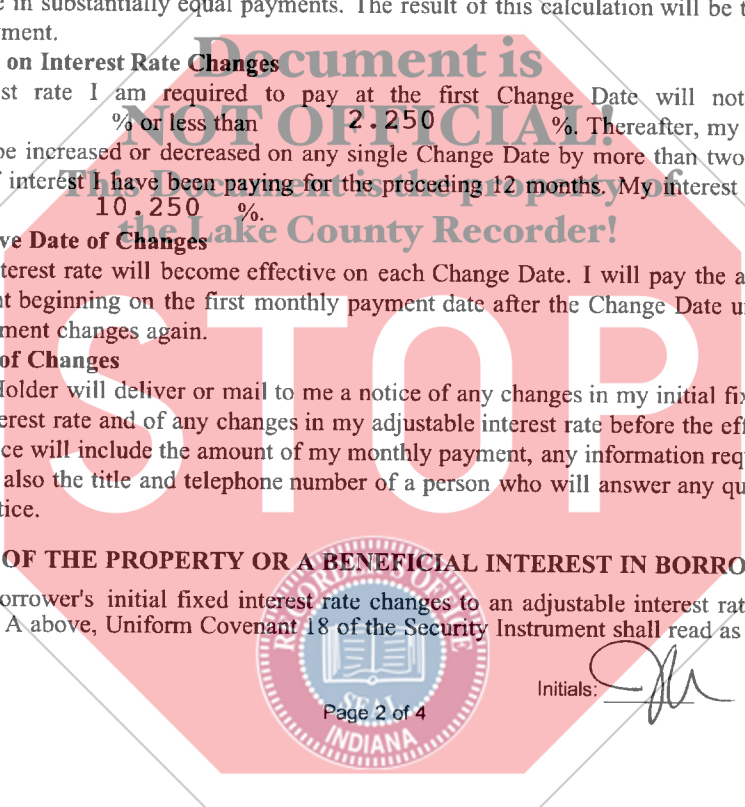 in substantially equal payments. The result of this calculation will be t
ment.
Document is
on Interest Rate Changes
st rate I am required to pay at the first Change Date will not
NOT OFFICIAL!
% or less than 2.250 %. Thereafter, my
be increased or decreased on any single Change Date by more than two
This Document is the property of
interest I have been paying for the preceding 12 months. My interest
10.250 %.
the Lake County Recorder!
ve Date of Changes
terest rate will become effective on each Change Date. I will pay the a
t beginning on the first monthly payment date after the Change Date u
ment changes again.
STOP
of Changes
Holder will deliver or mail to me a notice of any changes in my initial fix
erest rate and of any changes in my adjustable interest rate before the eff
ce will include the amount of my monthly payment, any information requ
also the title and telephone number of a person who will answer any qu
tice.
OF THE PROPERTY OR A BENEFICIAL INTEREST IN BORRO
orrower's initial fixed interest rate changes to an adjustable interest rat
A above, Uniform Covenant 18 of the Security Instrument shall read as
Initials:
SEAL
Page 2 of 4
INDIANA